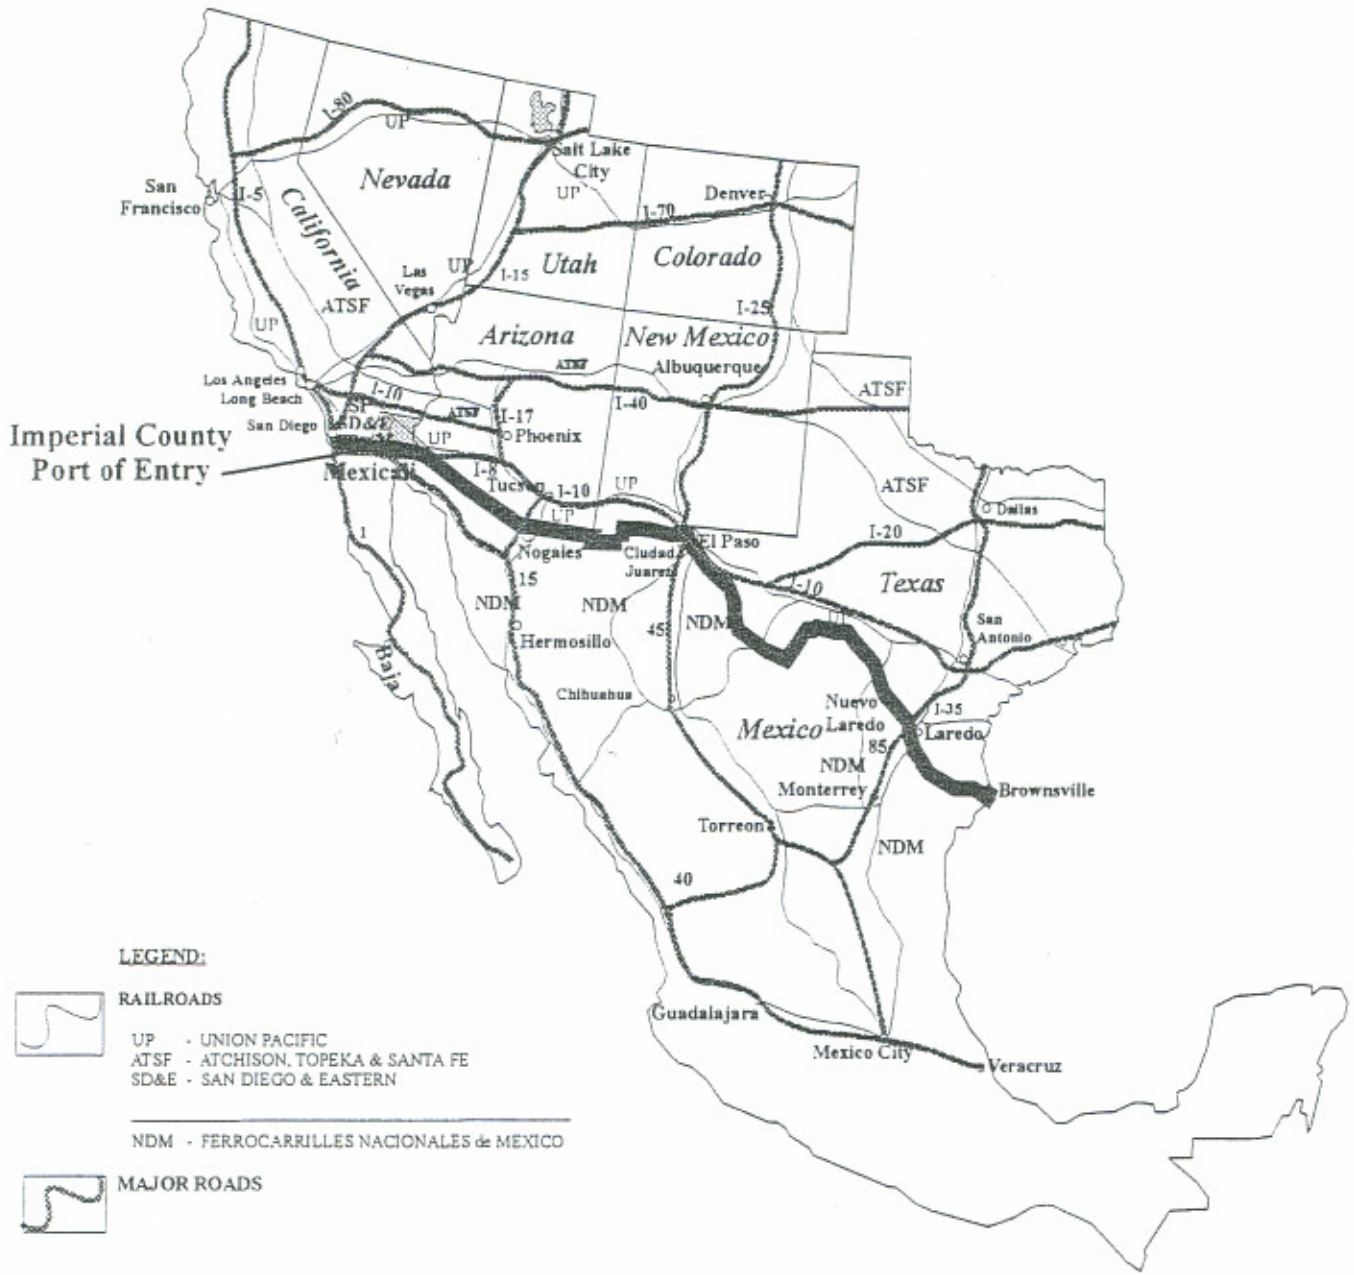 I-80
UP
Salt Lake
City
UP
Nevada
San
Francisco
I-5
California
Denver
I-70
Las
Vegas
UP
I-15
Utah
Colorado
ATSF
UP
I-25
Arizona
New Mexico
ATSF
Albuquerque
ATSF
Los Angeles
Long Beach
I-10
SP
ATSF
I-17
I-40
San Diego
SD&E
UP
Phoenix
Imperial County
Port of Entry
Mexicali
I-8
Tucson
I-10
UP
ATSF
UP
Dallas
I-20
Nogales
Ciudad
Juarez
El Paso
1
15
NDM
NDM
I-10
Texas
45
NDM
UP
San
Antonio
Hermosillo
Baja
Chihuahua
Nuevo
Laredo
I-35
Mexico
Laredo
85
NDM
Monterrey
Brownsville
Torreon
NDM
40
Guadalajara
Mexico City
Veracruz
LEGEND:
RAILROADS
UP - UNION PACIFIC
ATSF - ATCHISON, TOPEKA & SANTA FE
SD&E - SAN DIEGO & EASTERN
NDM - FERROCARRILLES NACIONALES de MEXICO
MAJOR ROADS